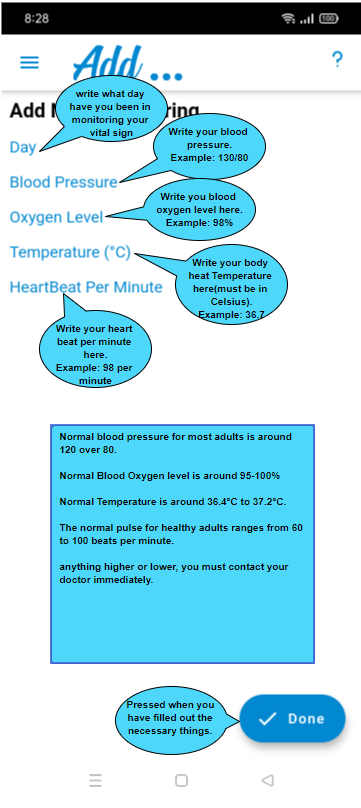 8:28
100
Add ...
?
Add M
ring
write what day
have you been in
monitoring your
vital sign
Day
Write your blood
pressure.
Example: 130/80
Blood Pressure
Write you blood
oxygen level here.
Example: 98%
Oxygen Level
Temperature (°C)
Write your body
heat Temperature
here(must be in
Celsius).
Example: 36.7
HeartBeat Per Minute
Write your heart
beat per minute
here.
Example: 98 per
minute
Normal blood pressure for most adults is around
120 over 80.
Normal Blood Oxygen level is around 95-100%
Normal Temperature is around 36.4°C to 37.2°C.
The normal pulse for healthy adults ranges from 60
to 100 beats per minute.
anything higher or lower, you must contact your
doctor immediately.
Pressed when you
have filled out the
necessary things.
Done